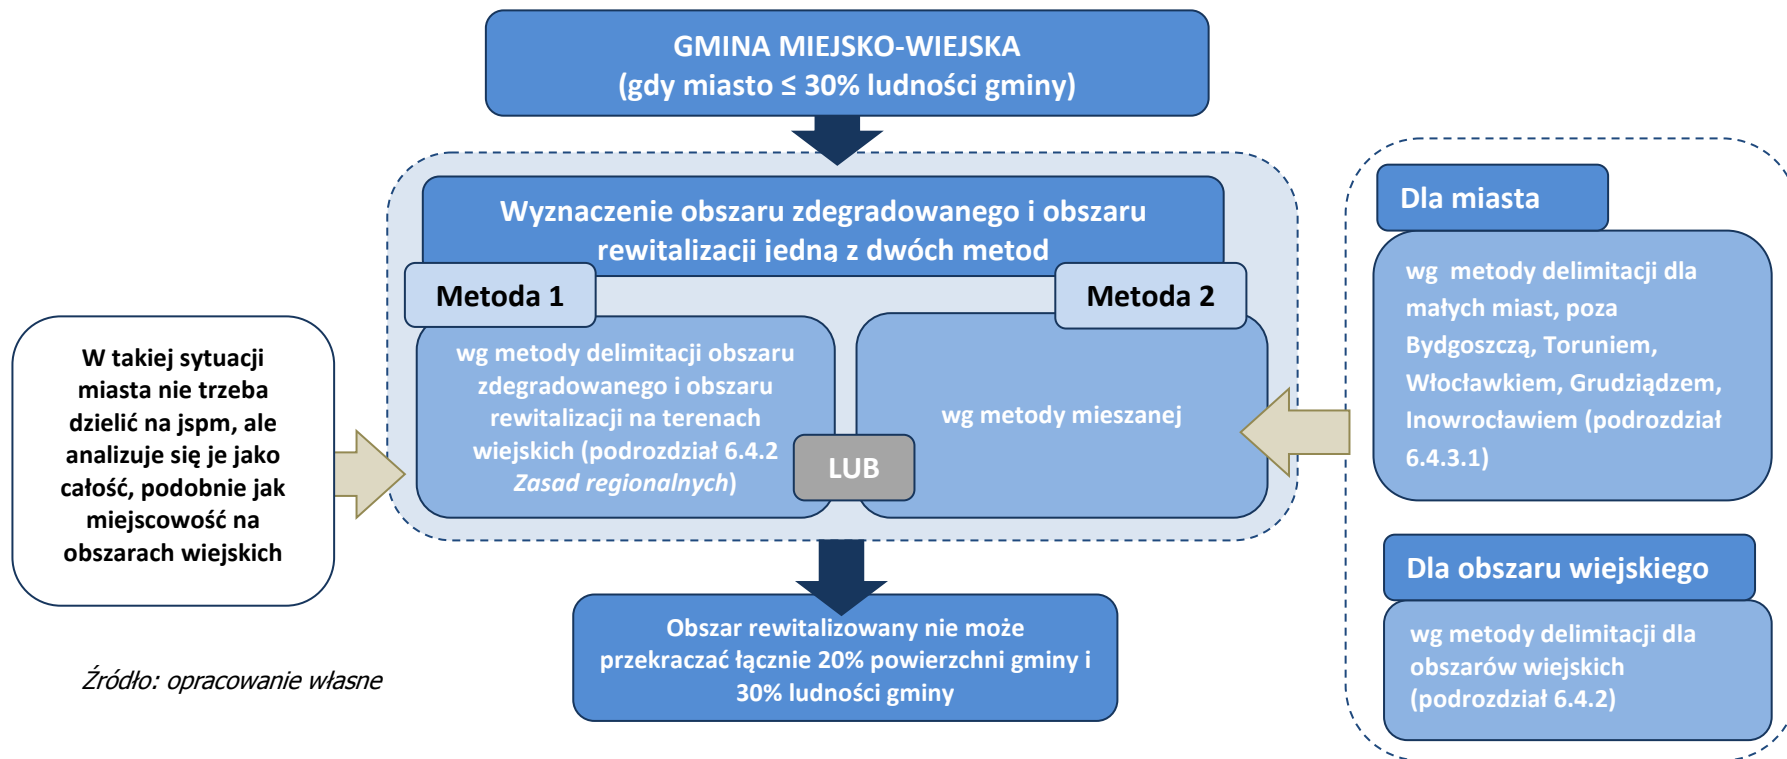 GMINA MIEJSKO-WIEJSKA
(gdy miasto ≤ 30% ludności gminy)
Wyznaczenie obszaru zdegradowanego i obszaru
rewitalizacji jedną z dwóch metod
Metoda 1
wg metody delimitacji obszaru
zdegradowanego i obszaru
rewitalizacji na terenach
wiejskich (podrozdział 6.4.2
Zasad regionalnych)
LUB
Metoda 2
wg metody mieszanej
W takiej sytuacji
miasta nie trzeba
dzielić na jspm, ale
analizuje się je jako
całość, podobnie jak
miejscowość na
obszarach wiejskich
Dla miasta
wg metody delimitacji dla
małych miast, poza
Bydgoszczą, Toruniem,
Włocławkiem, Grudziądzem,
Inowrocławiem (podrozdział
6.4.3.1)
Dla obszaru wiejskiego
wg metody delimitacji dla
obszarów wiejskich
(podrozdział 6.4.2)
Obszar rewitalizowany nie może
przekraczać łącznie 20% powierzchni gminy i
30% ludności gminy
Źródło: opracowanie własne